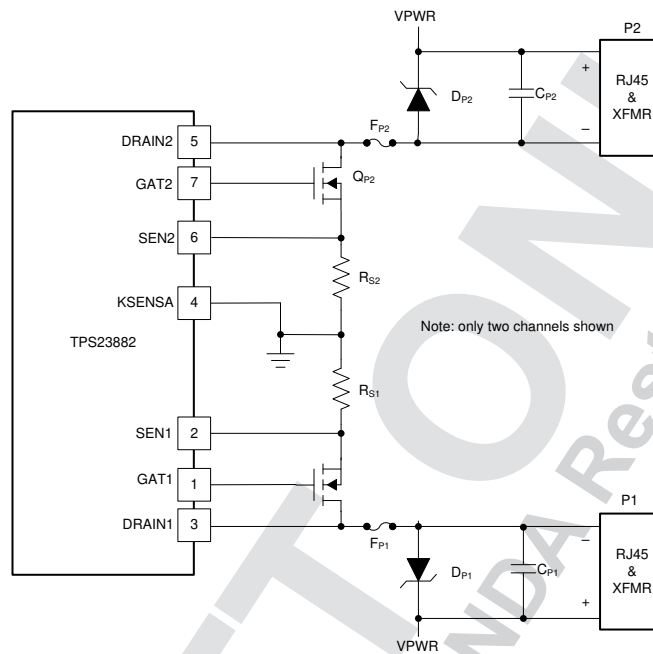 VPWR
P2
RJ45
&
XFMR
+
–
DP2
CP2
FP2
DRAIN2 5
GAT2 7
QP2
SEN2 6
RS2
KSENSA 4
TPS23882
Note: only two channels shown
RS1
SEN1 2
GAT1 1
DRAIN1 3
FP1
DP1
CP1
P1
–
RJ45
&
XFMR
+
VPWR